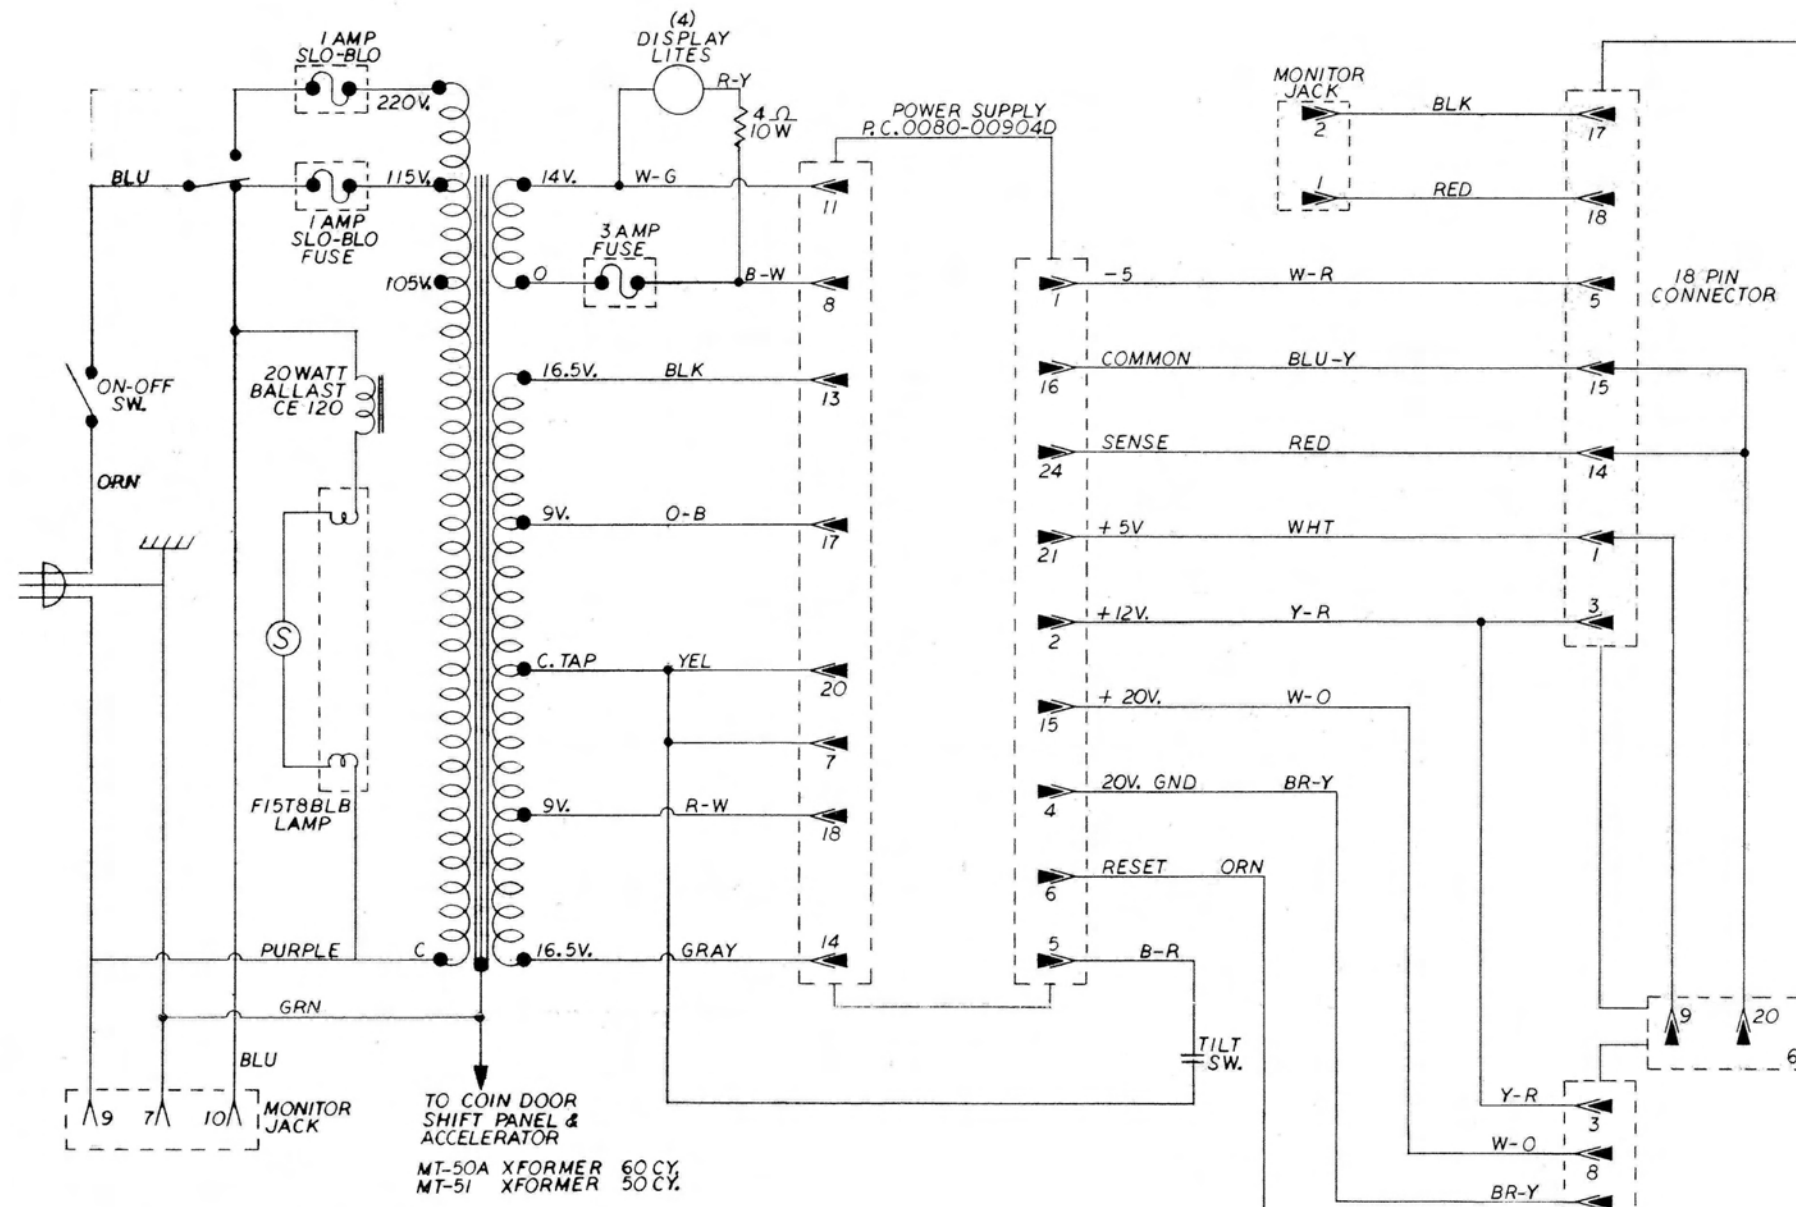 1 AMP
SLO-BLO
220V.
BLU
115V.
1 AMP
SLO-BLO
FUSE
105V.
20 WATT
BALLAST
CE 120
ON-OFF
SW.
ORN
S
F15T8BLB
LAMP
PURPLE
C
GRN
BLU
9
7
10
MONITOR
JACK
(4)
DISPLAY
LITES
R-Y
4 Ω
10 W
14V.
W-G
11
3 AMP
FUSE
0
B-W
8
16.5V.
BLK
13
9V.
O-B
17
C. TAP
YEL
20
7
9V.
R-W
18
16.5V.
GRAY
14
TO COIN DOOR
SHIFT PANEL &
ACCELERATOR
MT-50A XFORMER 60 CY.
MT-51 XFORMER 50 CY.
POWER SUPPLY
P.C. 0080-00904D
MONITOR
JACK
2
BLK
17
1
RED
18
1
-5
W-R
5
18 PIN
CONNECTOR
16
COMMON
BLU-Y
15
24
SENSE
RED
14
21
+5V
WHT
1
2
+12V.
Y-R
3
15
+ 20V.
W-O
4
20V. GND
BR-Y
6
RESET
ORN
5
B-R
TILT
SW.
9
20
6
Y-R
3
W-O
8
BR-Y